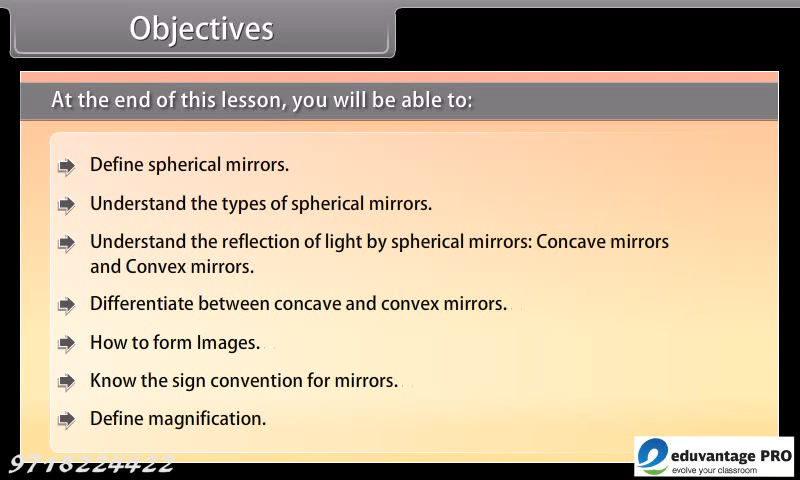 Objectives
At the end of this lesson, you will be able to:
Define spherical mirrors.
Understand the types of spherical mirrors.
Understand the reflection of light by spherical mirrors: Concave mirrors
and Convex mirrors.
Differentiate between concave and convex mirrors.
How to form Images.
Know the sign convention for mirrors.
Define magnification.
9718224422
eduvantage PRO
evolve your classroom